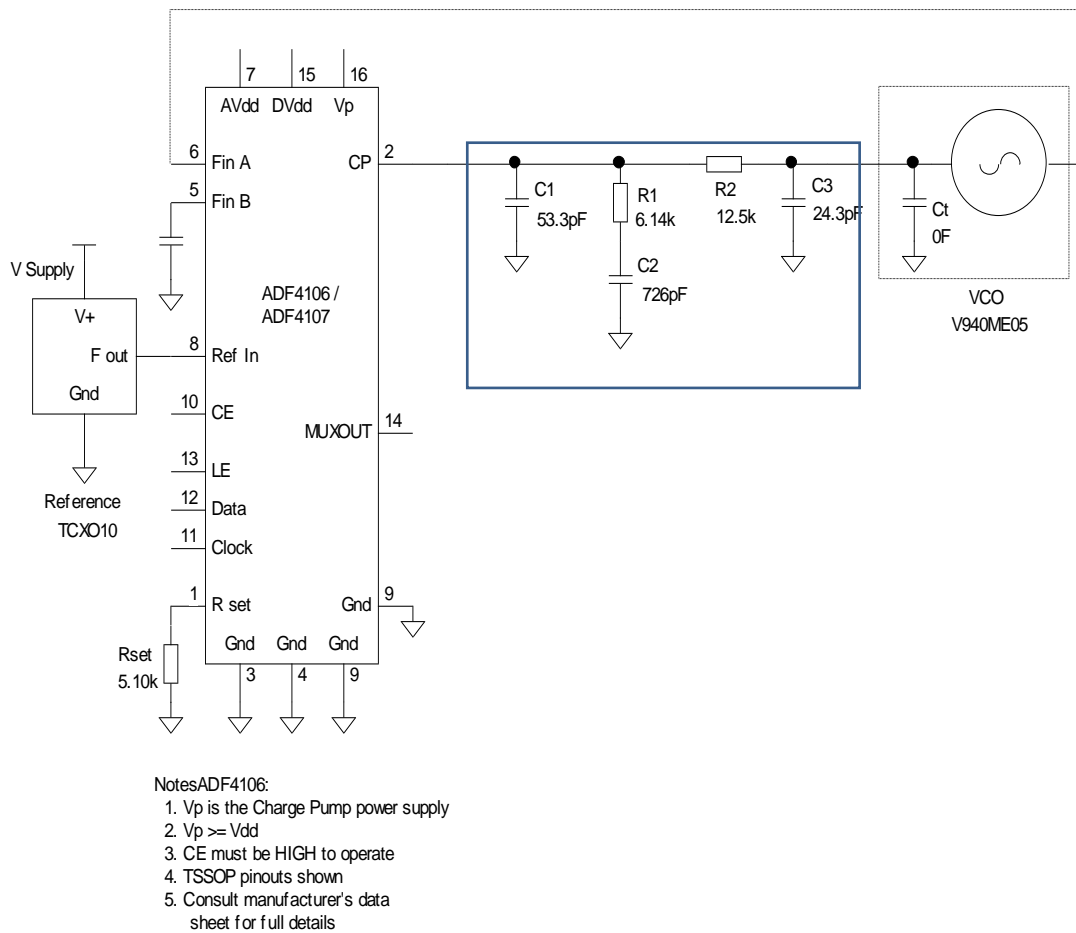 7
15
16
AVdd
DVdd
Vp
6
Fin A
CP
2
5
Fin B
C1
53.3pF
R1
6.14k
R2
12.5k
C3
24.3pF
Ct
0F
C2
726pF
V Supply
V+
F out
Gnd
ADF4106 /
ADF4107
VCO
V940ME05
8
Ref In
10
CE
MUXOUT
14
13
LE
Reference
TCXO10
12
Data
11
Clock
1
R set
Gnd
9
Rset
5.10k
Gnd
Gnd
Gnd
3
4
9
NotesADF4106:
1. Vp is the Charge Pump power supply
2. Vp >= Vdd
3. CE must be HIGH to operate
4. TSSOP pinouts shown
5. Consult manufacturer's data
sheet for full details